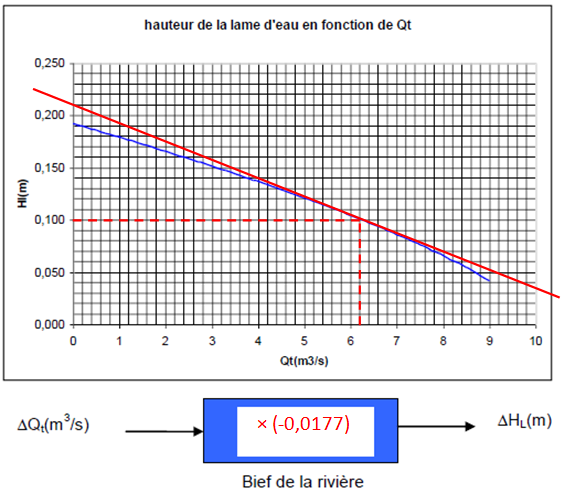 hauteur de la lame d'eau en fonction de Qt
0,250
0,200
0,150
0,100
0,050
0,000
Hl(m)
0 1 2 3 4 5 6 7 8 9 10
Qt(m3/s)
ΔQt(m³/s)
× (-0,0177)
ΔHL(m)
Bief de la rivière